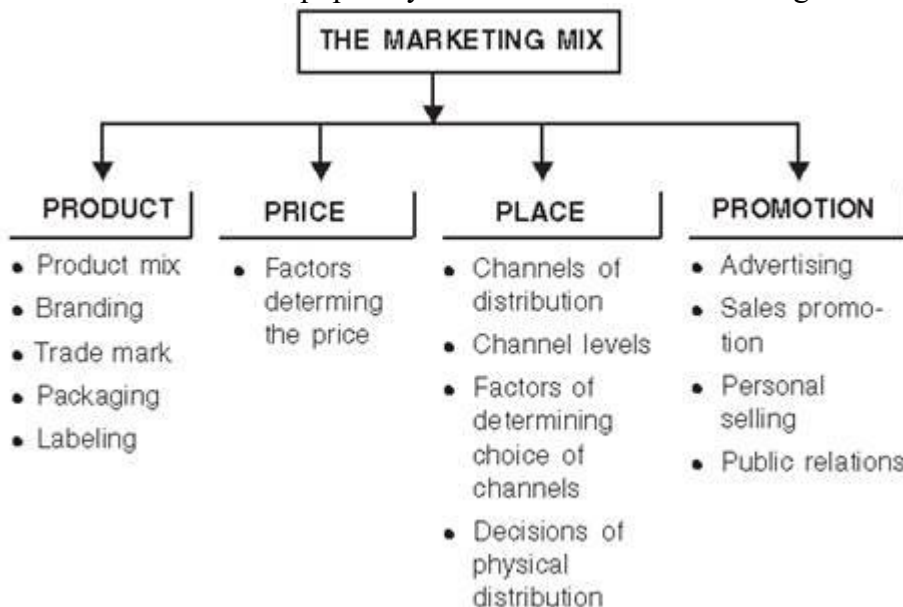 THE MARKETING MIX
PRODUCT
• Product mix
• Branding
• Trade mark
• Packaging
• Labeling
PRICE
• Factors
determing
the price
PLACE
• Channels of
distribution
• Channel levels
• Factors of
determining
choice of
channels
• Decisions of
physical
distribution
PROMOTION
• Advertising
• Sales promo-
tion
• Personal
selling
• Public relations